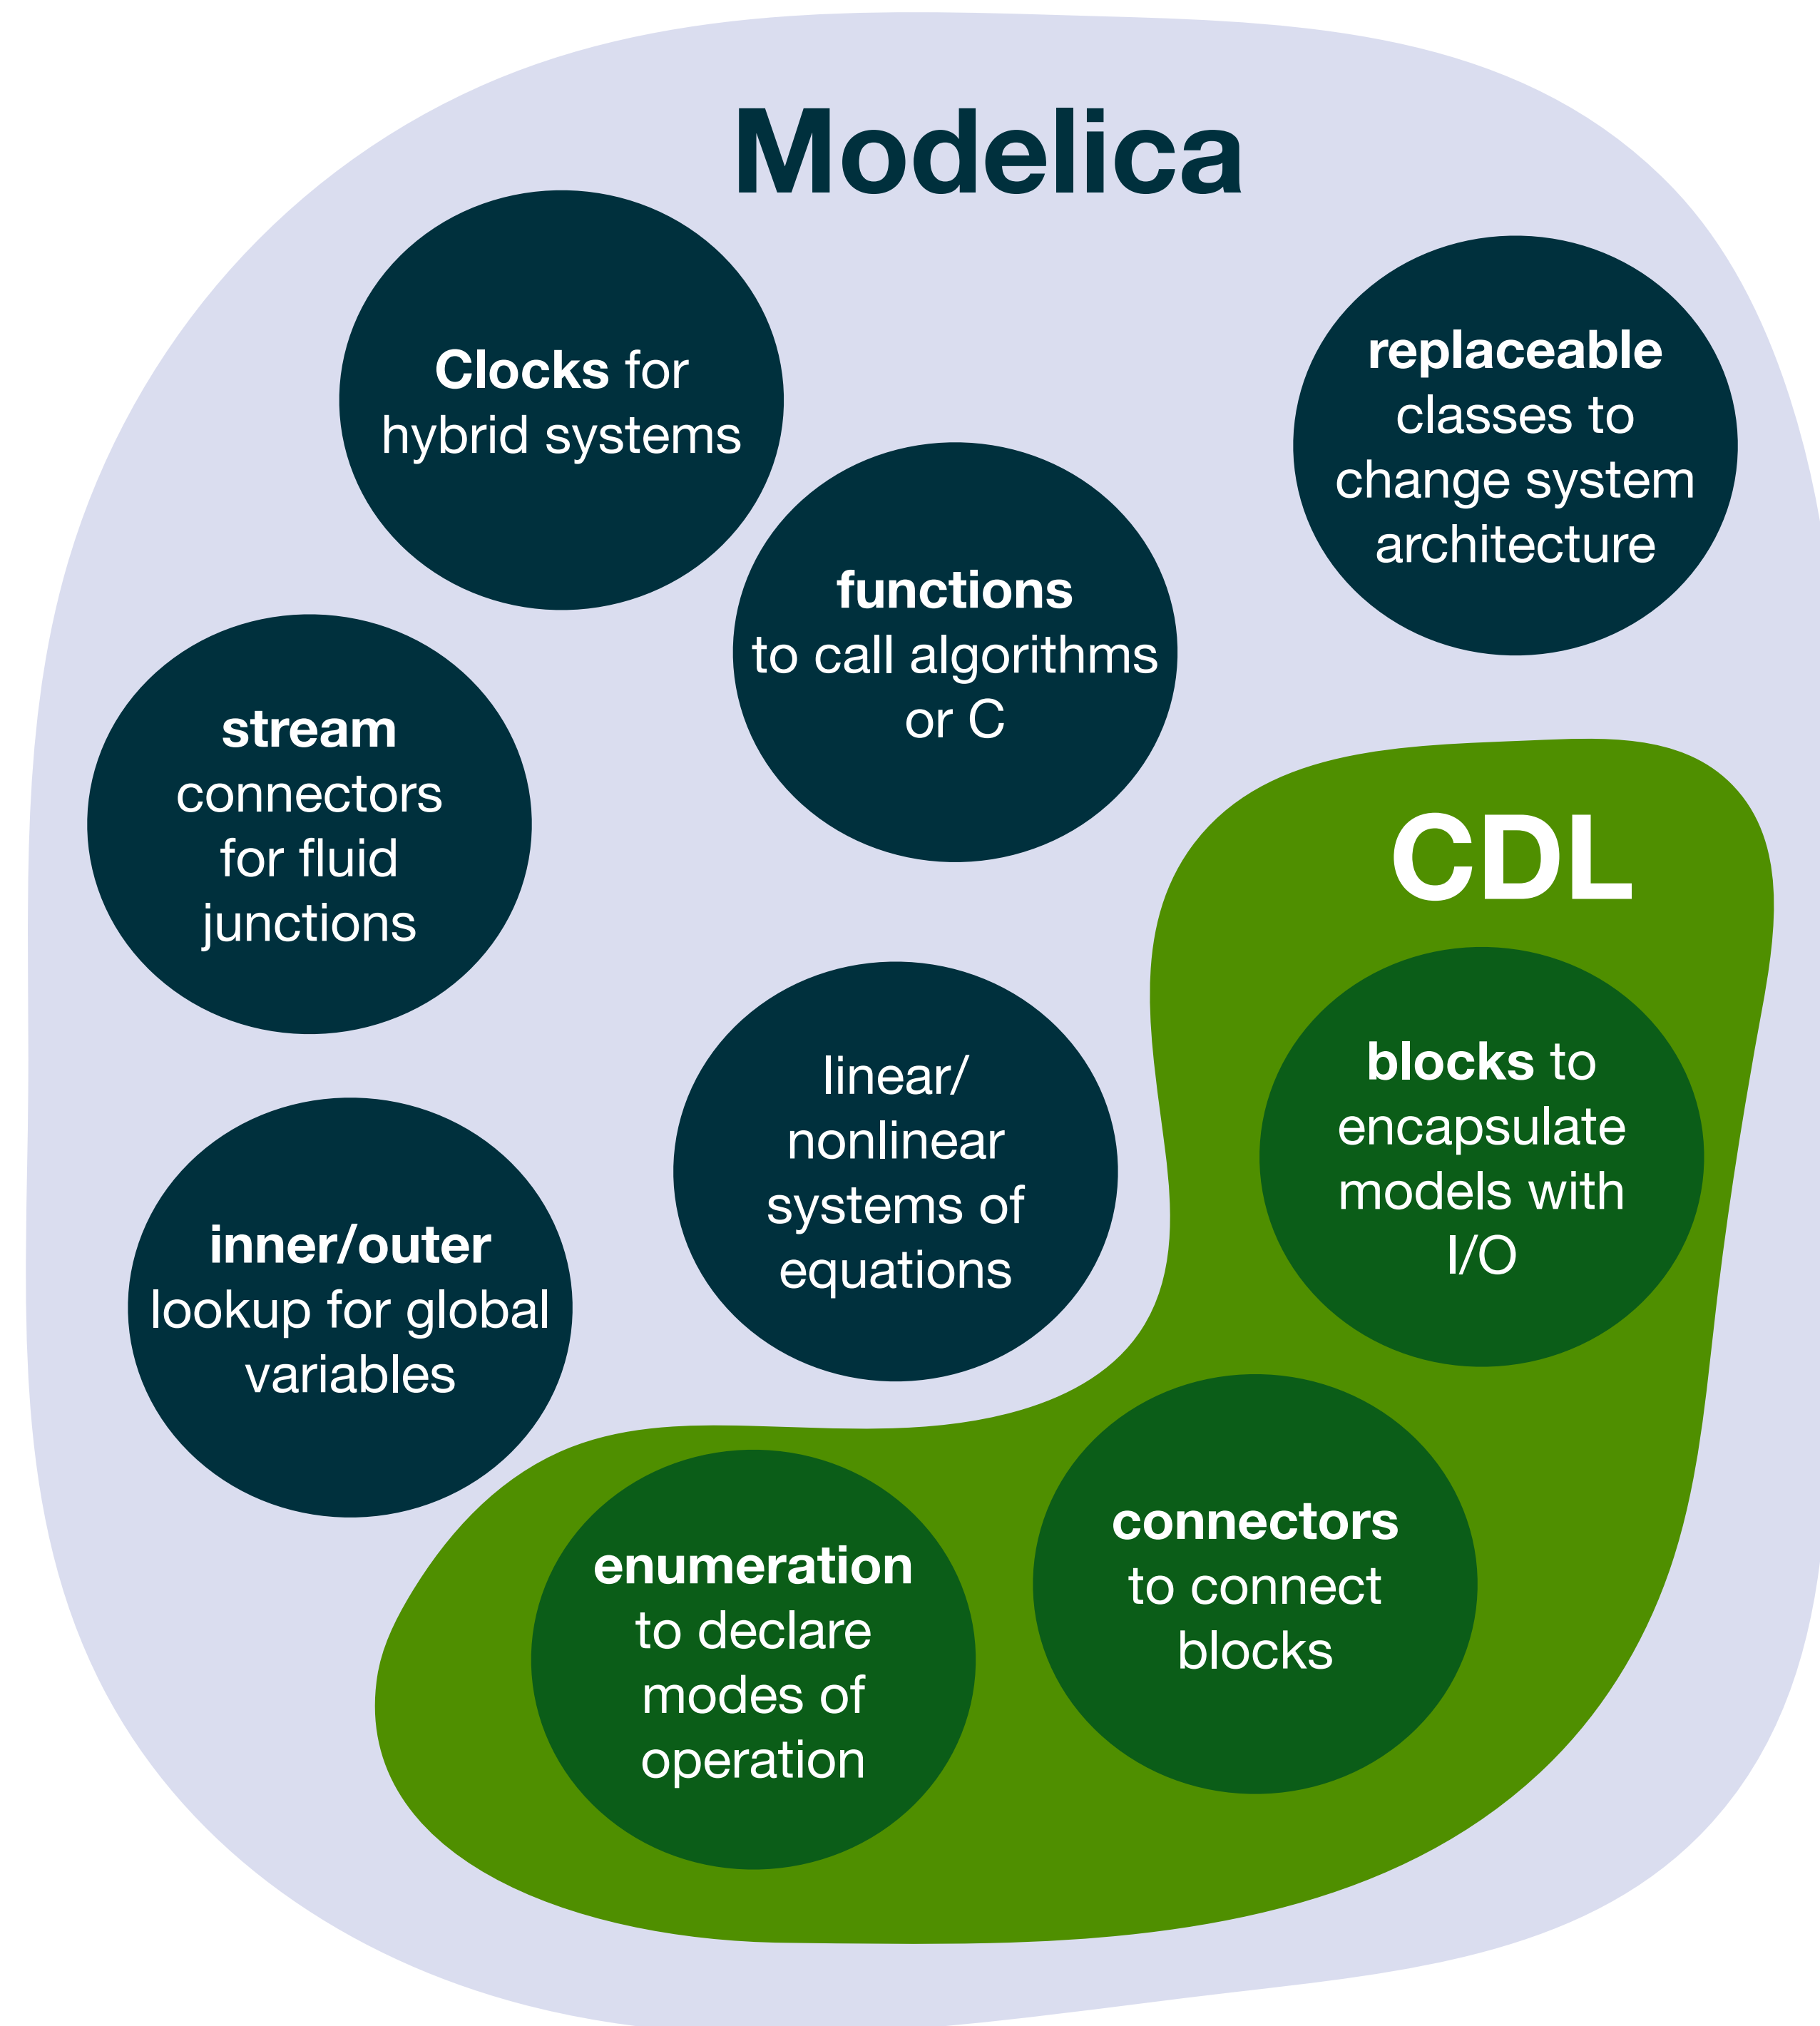 Modelica
Clocks for
hybrid systems
replaceable
classes to
change system
architecture
functions
to call algorithms
or C
stream
connectors
for fluid
junctions
CDL
linear/
nonlinear
systems of
equations
blocks to
encapsulate
models with
I/O
inner/outer
lookup for global
variables
connectors
to connect
blocks
enumeration
to declare
modes of
operation